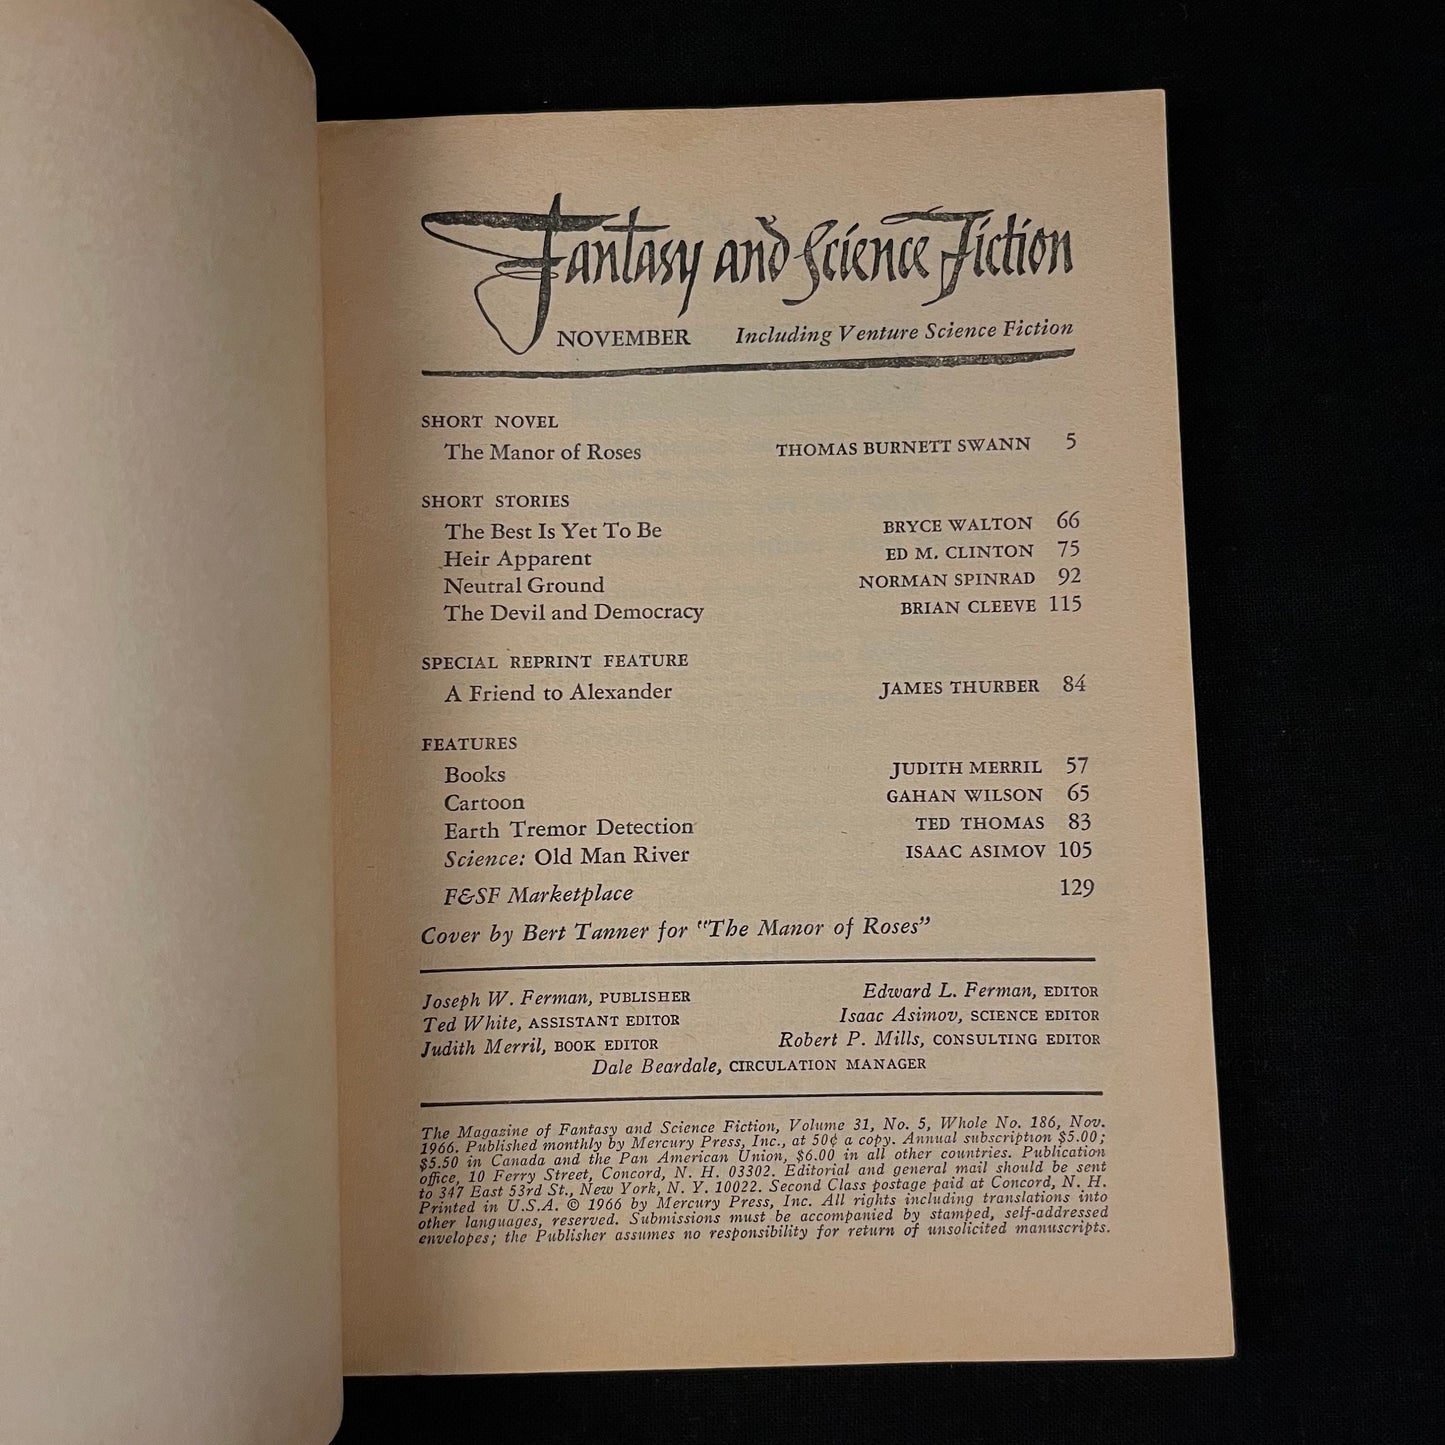 Fantasy and Science Fiction
NOVEMBER Including Venture Science Fiction
SHORT NOVEL
The Manor of Roses THOMAS BURNETT SWANN 5
SHORT STORIES
The Best Is Yet To Be BRYCE WALTON 66
Heir Apparent ED M. CLINTON 75
Neutral Ground NORMAN SPINRAD 92
The Devil and Democracy BRIAN CLEEVE 115
SPECIAL REPRINT FEATURE
A Friend to Alexander JAMES THURBER 84
FEATURES
Books JUDITH MERRIL 57
Cartoon GAHAN WILSON 65
Earth Tremor Detection TED THOMAS 83
Science: Old Man River ISAAC ASIMOV 105
F&SF Marketplace 129
Cover by Bert Tanner for "The Manor of Roses"
Joseph W. Ferman, PUBLISHER Edward L. Ferman, EDITOR
Ted White, ASSISTANT EDITOR Isaac Asimov, SCIENCE EDITOR
Judith Merril, BOOK EDITOR Robert P. Mills, CONSULTING EDITOR
Dale Beardale, CIRCULATION MANAGER
The Magazine of Fantasy and Science Fiction, Volume 31, No. 5, Whole No. 186, Nov.
1966. Published monthly by Mercury Press, Inc., at 50¢ a copy. Annual subscription $5.00;
$5.50 in Canada and the Pan American Union, $6.00 in all other countries. Publication
office, 10 Ferry Street, Concord, N. H. 03302. Editorial and general mail should be sent
to 347 East 53rd St., New York, N. Y. 10022. Second Class postage paid at Concord, N. H.
Printed in U.S.A. © 1966 by Mercury Press, Inc. All rights including translations into
other languages, reserved. Submissions must be accompanied by stamped, self-addressed
envelopes; the Publisher assumes no responsibility for return of unsolicited manuscripts.